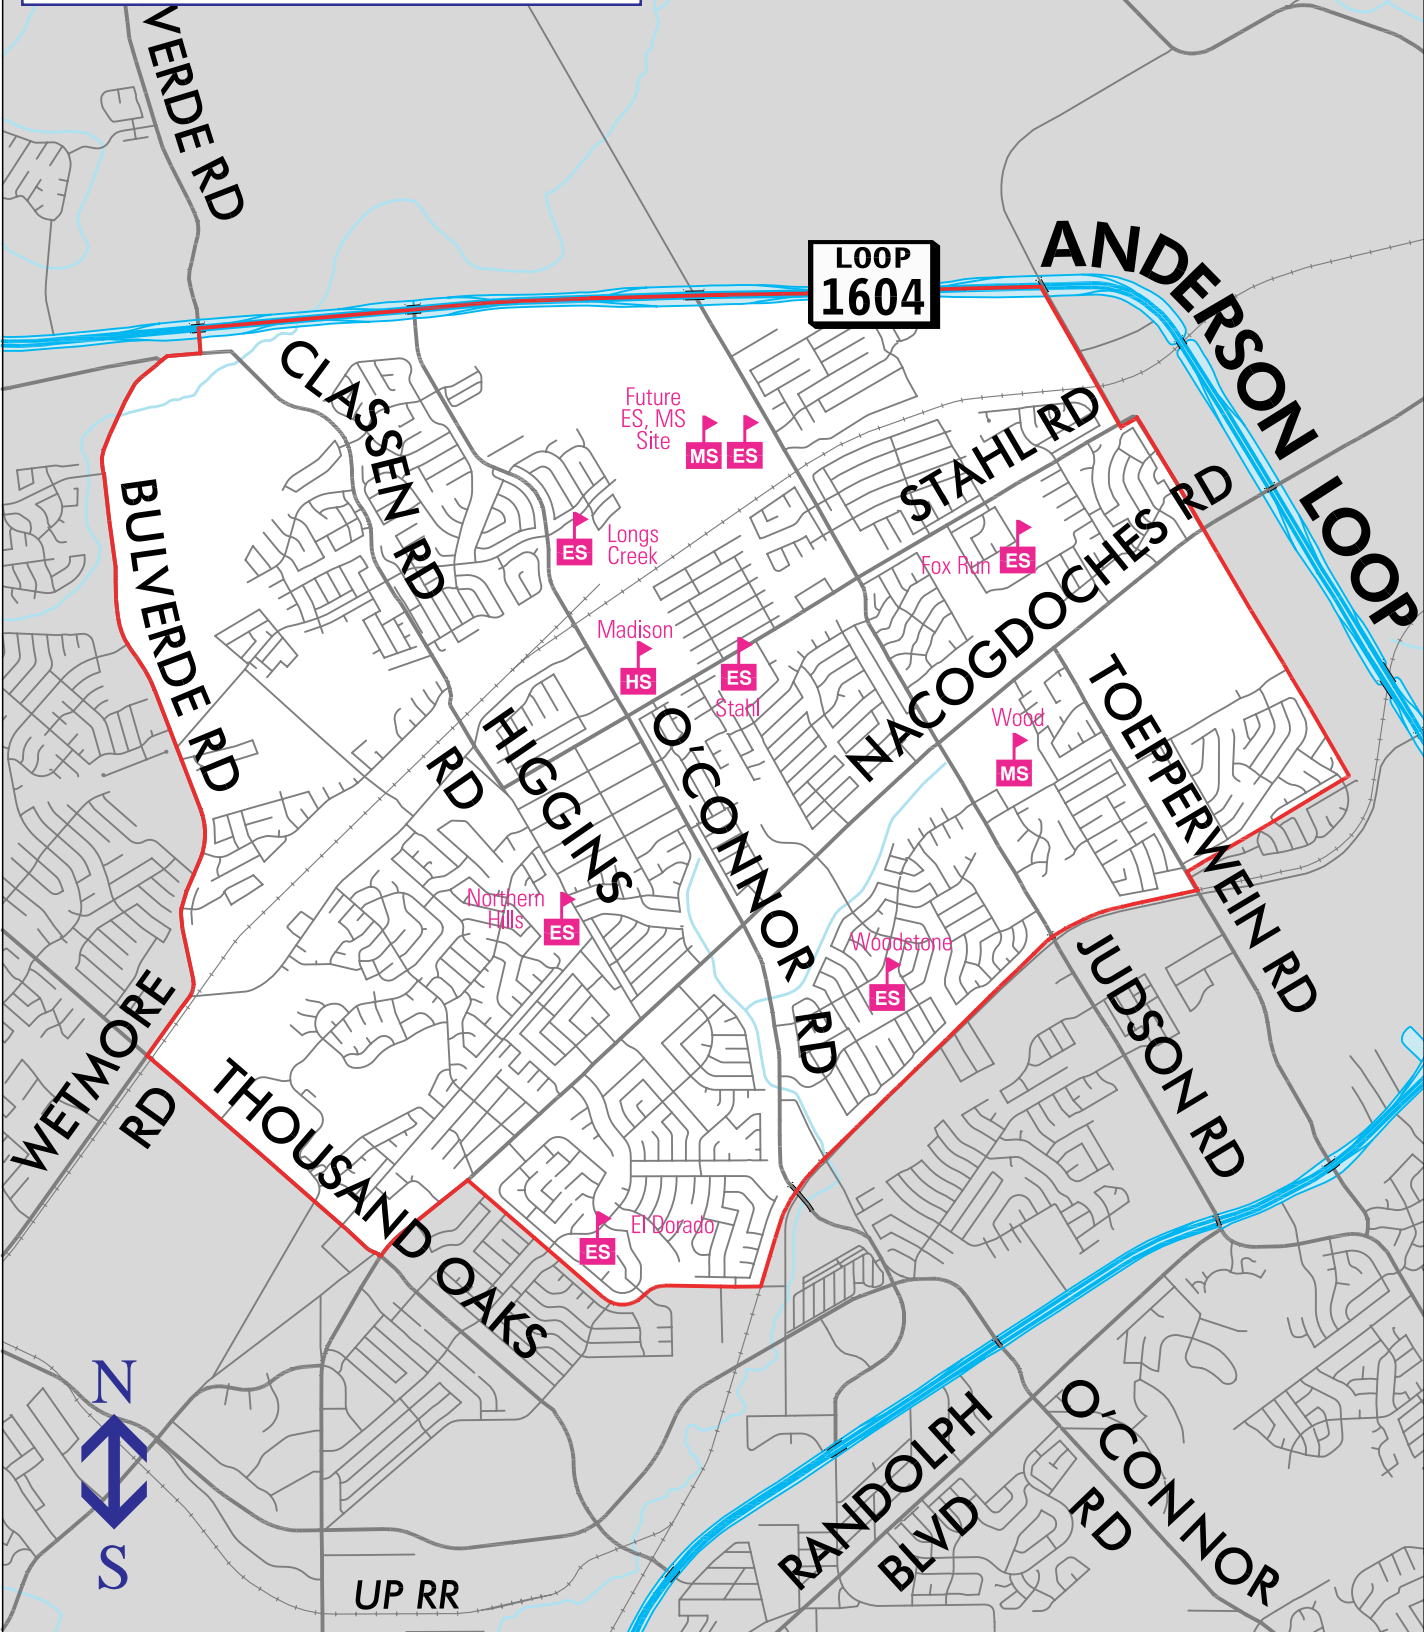 VERDE RD
LOOP
1604
ANDERSON LOOP
CLASSEN RD
Future
ES, MS
Site
MS
ES
STAHL RD
BULVERDE RD
ES
Longs
Creek
Fox Run
ES
NACOGDOCHES RD
Madison
HS
ES
Stahl
HIGGINS
RD
O'CONNOR
RD
Wood
MS
TOEPPERWEIN RD
Northern
Hills
ES
Woodstone
ES
JUDSON RD
WETMORE
RD
THOUSAND OAKS
El Dorado
ES
N
S
UP RR
RANDOLPH
BLVD
O'CONNOR
RD